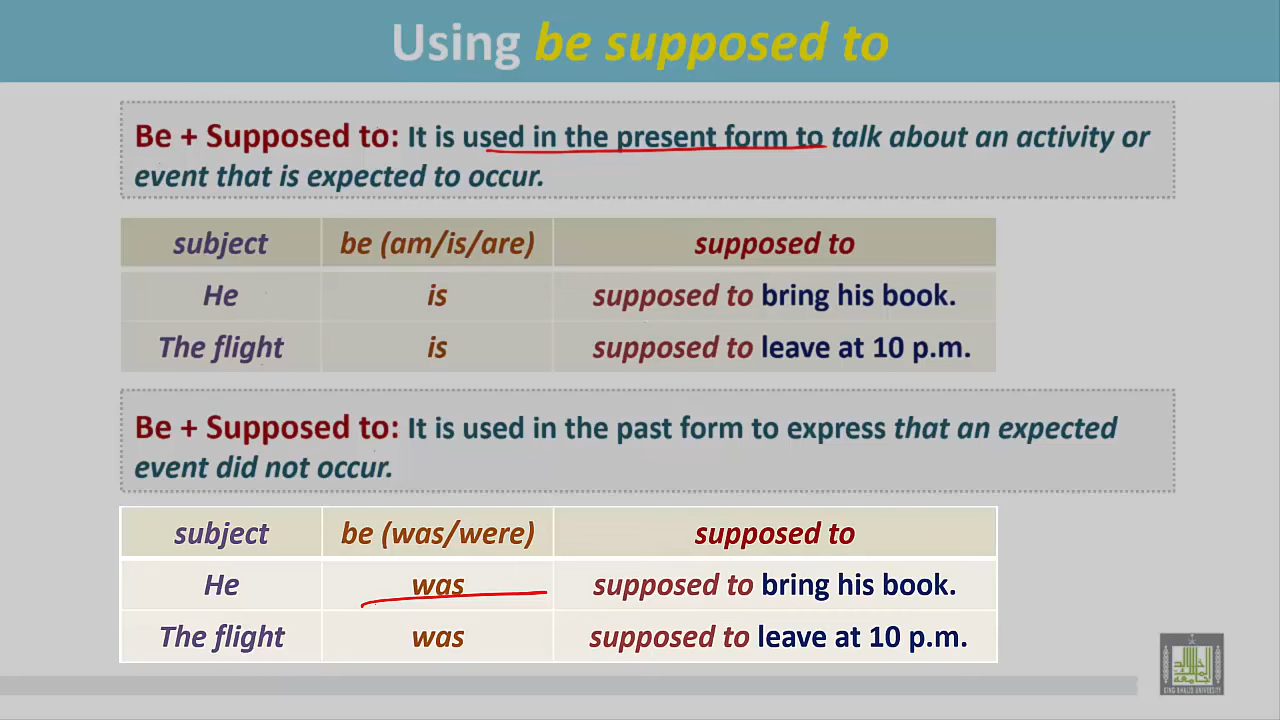 Using be supposed to
Be + Supposed to: It is used in the present form to talk about an activity or
event that is expected to occur.
subject be (am/is/are) supposed to
He is supposed to bring his book.
The flight is supposed to leave at 10 p.m.
Be + Supposed to: It is used in the past form to express that an expected
event did not occur.
subject be (was/were) supposed to
He was supposed to bring his book.
The flight was supposed to leave at 10 p.m.
KING KHALID UNIVERSITY